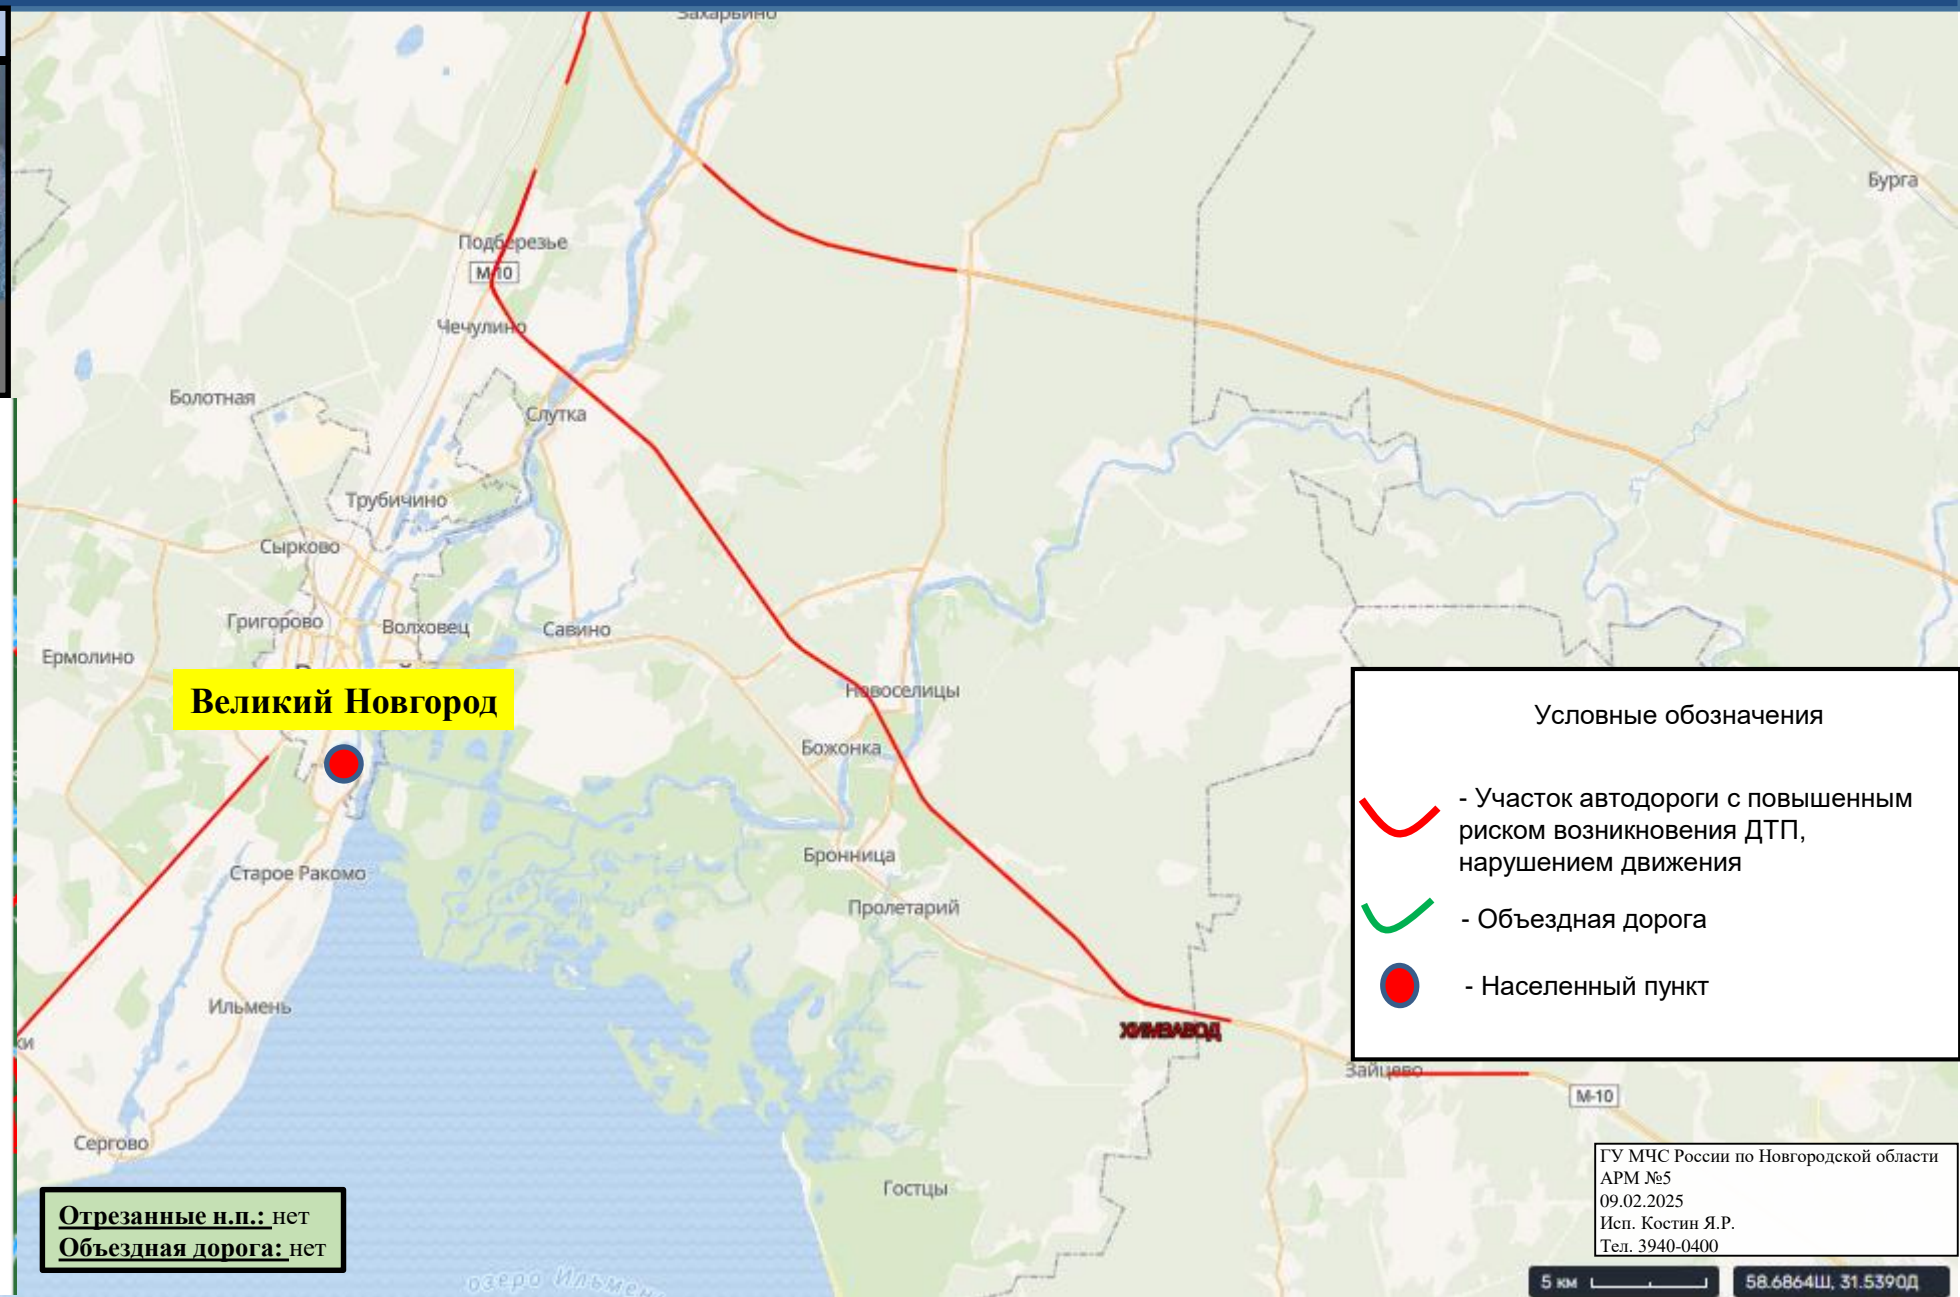 Захарьино
Бурга
Подберезье
М-10
Чечулино
Болотная
Слутка
Трубичино
Сырково
Григорово
Волховец
Савино
Ермолино
Великий Новгород
Новоселицы
Божонка
Бронница
Старое Ракомо
Пролетарий
Ильмень
ки
ХИМЗАВОД
Зайцево
М-10
Сергово
Гостцы
озеро Ильмень
Условные обозначения
- Участок автодороги с повышенным
риском возникновения ДТП,
нарушением движения
- Объездная дорога
- Населенный пункт
Отрезанные н.п.: нет
Объездная дорога: нет
ГУ МЧС России по Новгородской области
АРМ №5
09.02.2025
Исп. Костин Я.Р.
Тел. 3940-0400
5 км
58.6864Ш, 31.5390Д